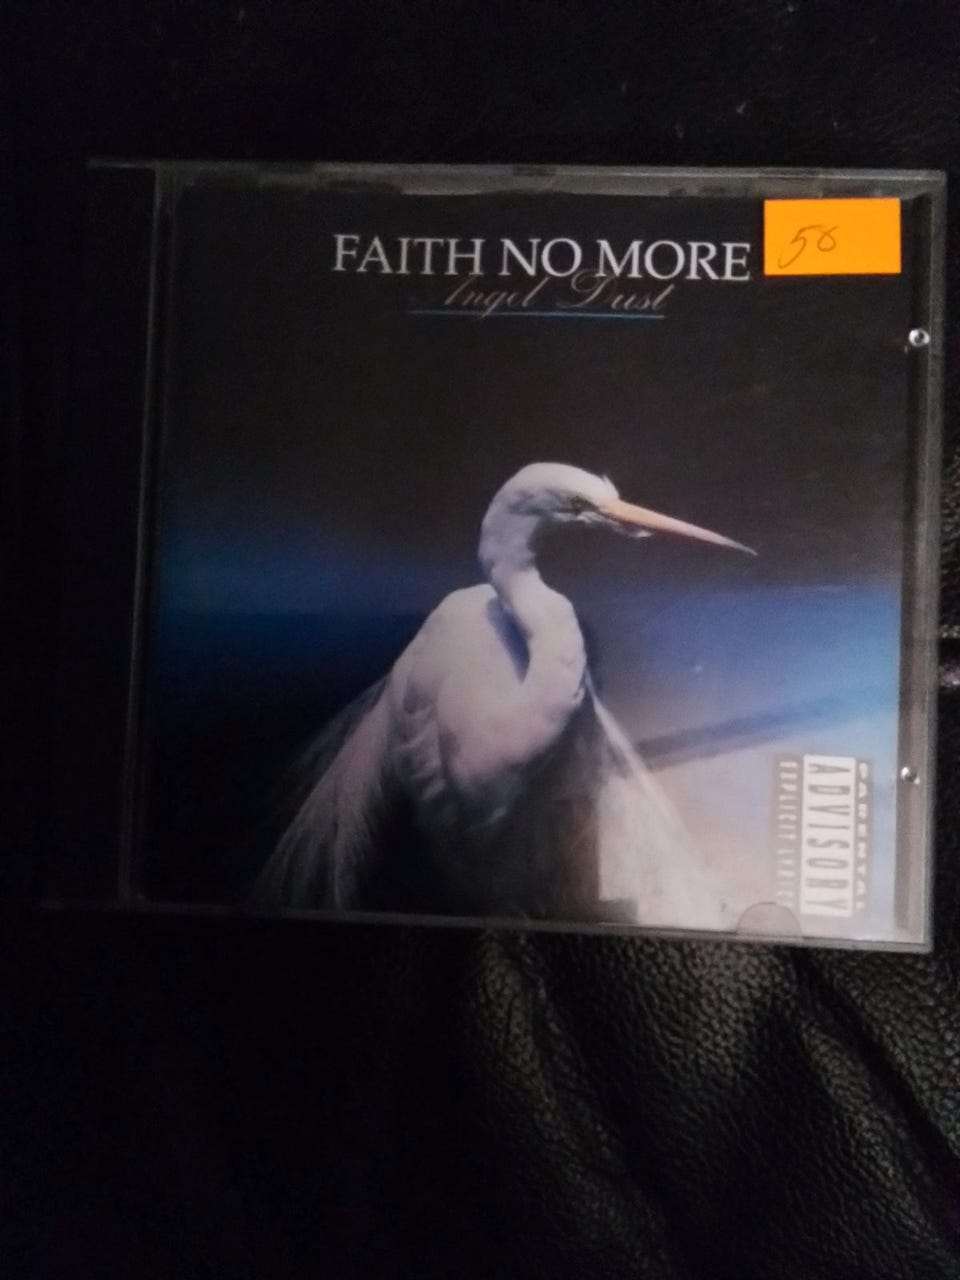 FAITH NO MORE
50
Angel Dust
PARENTAL
ADVISORY
EXPLICIT LYRICS